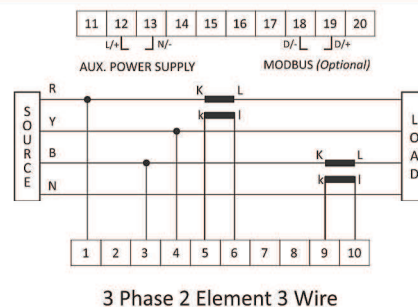 11 12 13 14 15 16 17 18 19 20
L/+ N/- D/- D/+
AUX. POWER SUPPLY MODBUS (Optional)
R K L
k l
Y
B K L
k l
N
SOURCE
LOAD
1 2 3 4 5 6 7 8 9 10
3 Phase 2 Element 3 Wire